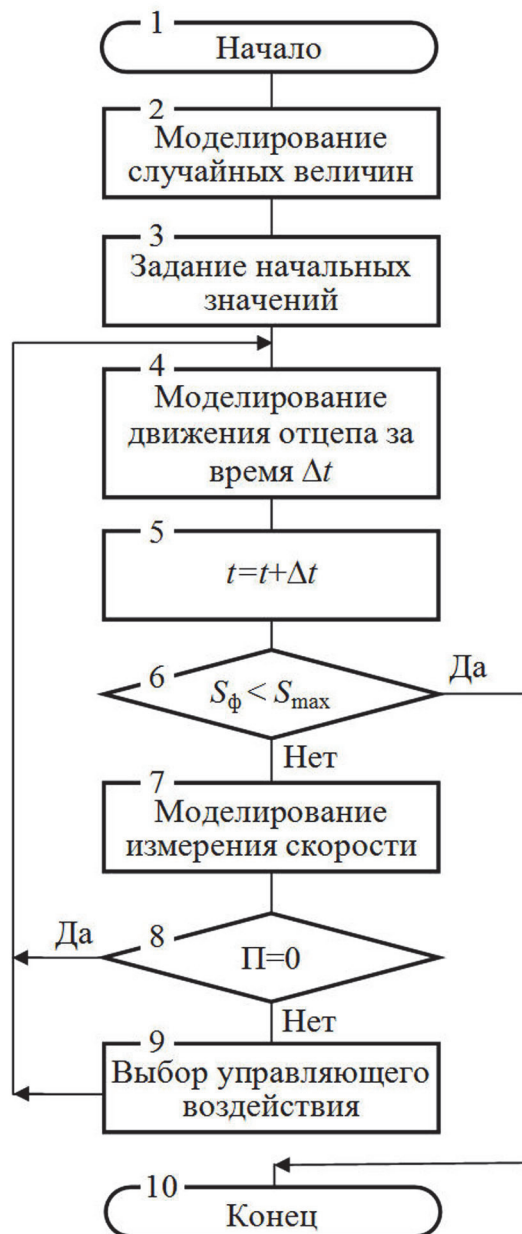 1
Начало
2
Моделирование
случайных величин
3
Задание начальных
значений
4
Моделирование
движения отцепа за
время Δt
5
t=t+Δt
6
Sф < Smax
Да
Нет
7
Моделирование
измерения скорости
8
П=0
Да
Нет
9
Выбор управляющего
воздействия
10
Конец